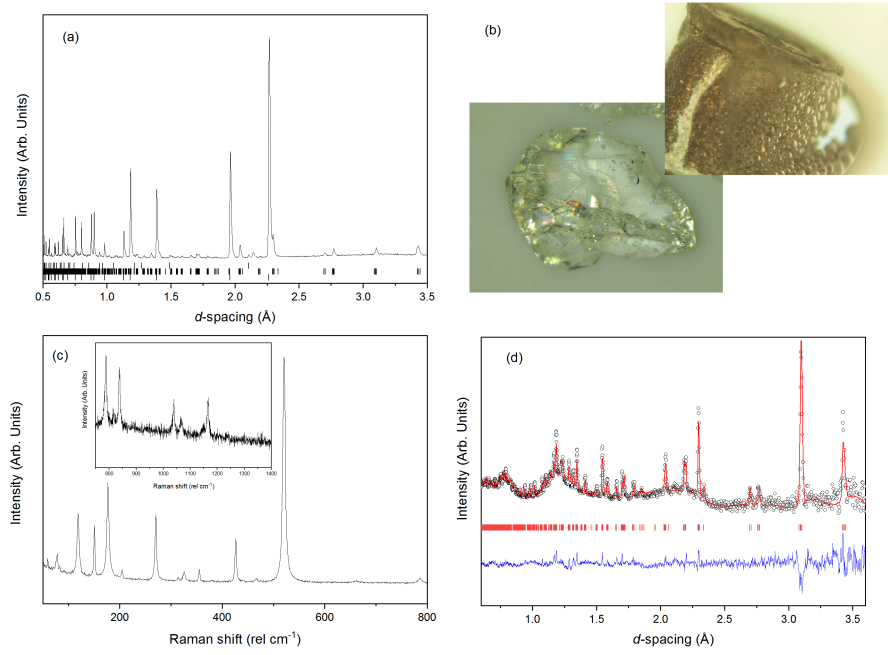 (a)
Intensity (Arb. Units)
0.5 1.0 1.5 2.0 2.5 3.0 3.5
d-spacing (Å)
(b)
(c)
Intensity (Arb. Units)
Intensity (Arb. Units)
800 900 1000 1100 1200 1300 1400
Raman shift (rel cm⁻¹)
200 400 600 800
Raman shift (rel cm⁻¹)
(d)
Intensity (Arb. Units)
1.0 1.5 2.0 2.5 3.0 3.5
d-spacing (Å)